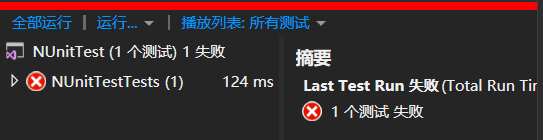 全部运行 | 运行... | 播放列表: 所有测试
NUnitTest (1 个测试) 1 失败
NUnitTestTests (1) 124 ms
摘要
Last Test Run 失败 (Total Run Tir
1 个测试 失败